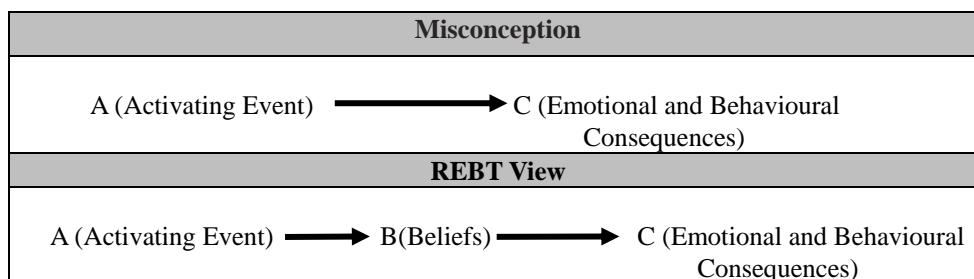 Misconception
A (Activating Event) C (Emotional and Behavioural
Consequences)
REBT View
A (Activating Event) B(Beliefs) C (Emotional and Behavioural
Consequences)